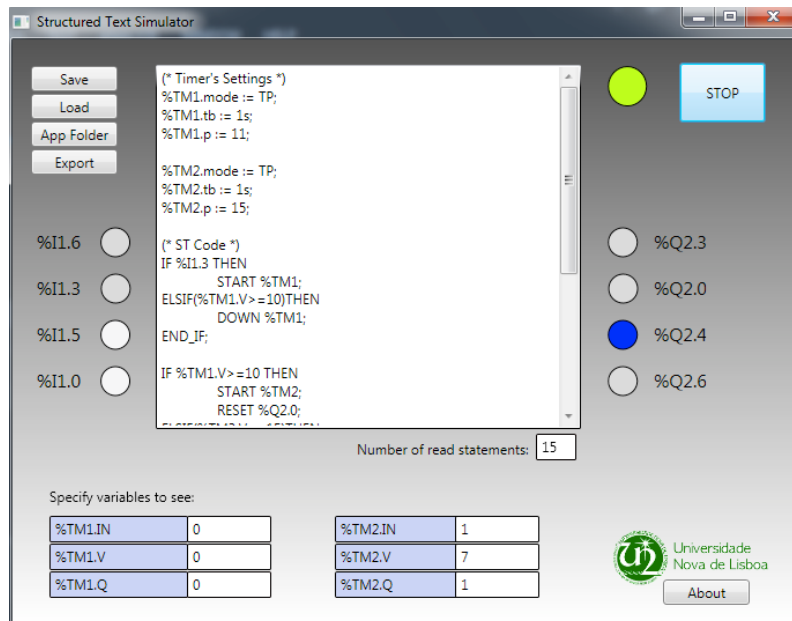 Structured Text Simulator
Save
Load
App Folder
Export
(* Timer's Settings *)
%TM1.mode := TP;
%TM1.tb := 1s;
%TM1.p := 11;
%TM2.mode := TP;
%TM2.tb := 1s;
%TM2.p := 15;
(* ST Code *)
IF %I1.3 THEN
START %TM1;
ELSIF(%TM1.V>=10)THEN
DOWN %TM1;
END_IF;
IF %TM1.V>=10 THEN
START %TM2;
RESET %Q2.0;
STOP
%I1.6
%I1.3
%I1.5
%I1.0
%Q2.3
%Q2.0
%Q2.4
%Q2.6
Number of read statements: 15
Specify variables to see:
%TM1.IN 0
%TM1.V 0
%TM1.Q 0
%TM2.IN 1
%TM2.V 7
%TM2.Q 1
Universidade
Nova de Lisboa
About